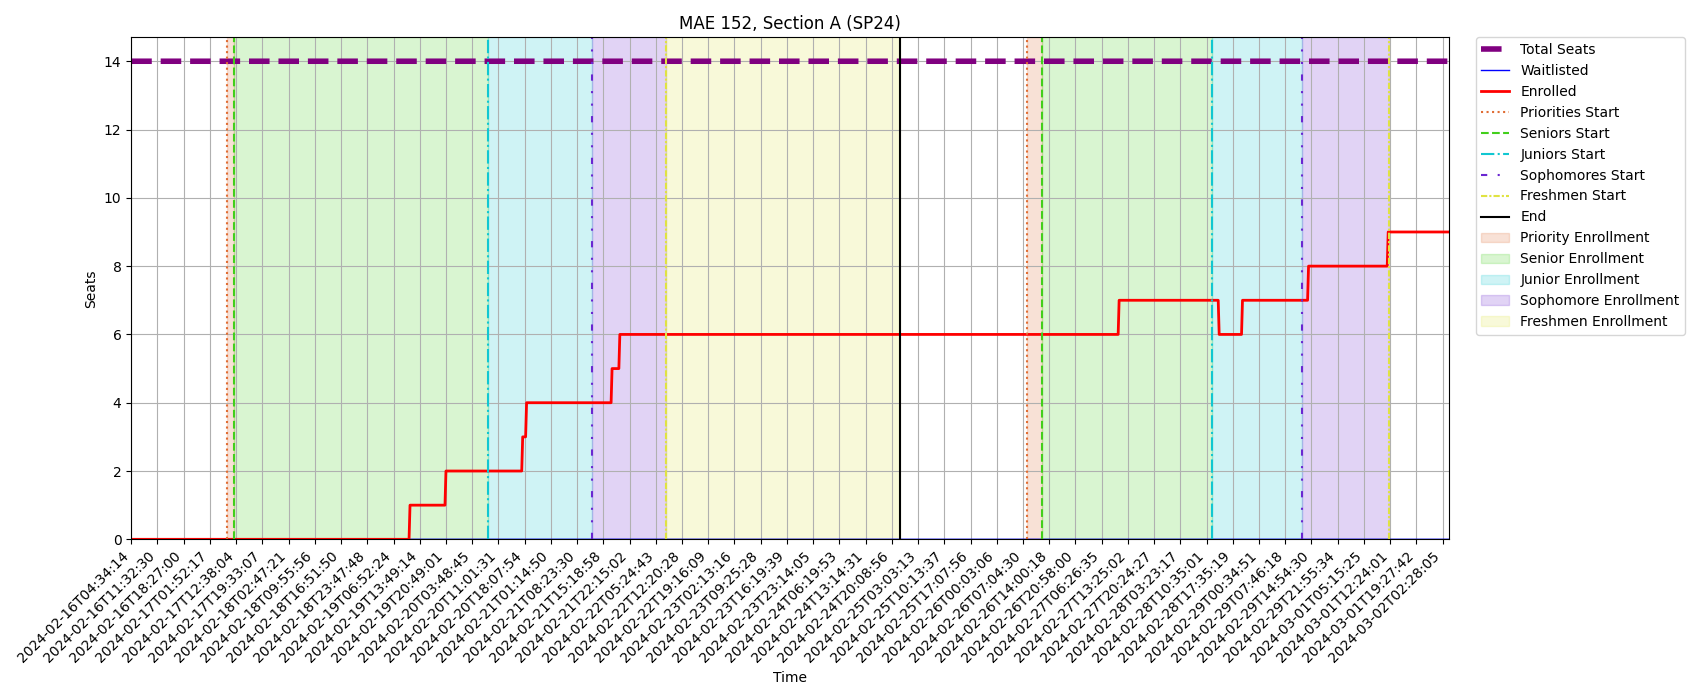 MAE 152, Section A (SP24)
Seats
14
12
10
8
6
4
2
0
2024-02-16T04:34:14
2024-02-16T11:32:30
2024-02-16T18:27:00
2024-02-17T01:52:17
2024-02-17T12:38:04
2024-02-17T19:33:07
2024-02-18T02:47:21
2024-02-18T09:55:56
2024-02-18T16:51:50
2024-02-18T23:47:48
2024-02-19T06:52:24
2024-02-19T13:49:14
2024-02-19T20:49:01
2024-02-20T03:48:45
2024-02-20T11:01:31
2024-02-20T18:07:54
2024-02-21T01:14:50
2024-02-21T08:23:30
2024-02-21T15:18:58
2024-02-21T22:15:02
2024-02-22T05:24:43
2024-02-22T12:20:28
2024-02-22T19:16:09
2024-02-23T02:13:16
2024-02-23T09:25:28
2024-02-23T16:19:39
2024-02-23T23:14:05
2024-02-24T06:19:53
2024-02-24T13:14:31
2024-02-24T20:08:56
2024-02-25T03:03:13
2024-02-25T10:13:37
2024-02-25T17:07:56
2024-02-26T00:03:06
2024-02-26T07:04:30
2024-02-26T14:00:18
2024-02-26T20:58:00
2024-02-27T06:26:35
2024-02-27T13:25:02
2024-02-27T20:24:27
2024-02-28T03:23:17
2024-02-28T10:35:01
2024-02-28T17:35:19
2024-02-29T00:34:51
2024-02-29T07:46:18
2024-02-29T14:54:30
2024-02-29T21:55:34
2024-03-01T05:15:25
2024-03-01T12:24:01
2024-03-01T19:27:42
2024-03-02T02:28:05
Time
Total Seats
Waitlisted
Enrolled
Priorities Start
Seniors Start
Juniors Start
Sophomores Start
Freshmen Start
End
Priority Enrollment
Senior Enrollment
Junior Enrollment
Sophomore Enrollment
Freshmen Enrollment